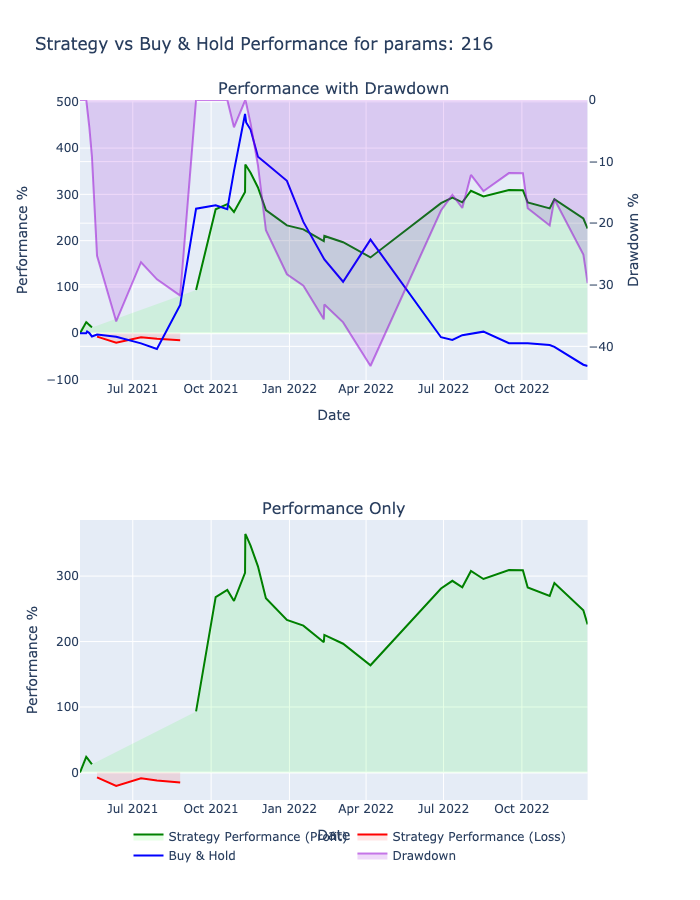 Strategy vs Buy & Hold Performance for params: 216
Performance with Drawdown
500
400
300
200
100
0
−100
0
−10
−20
−30
−40
Performance %
Drawdown %
Jul 2021
Oct 2021
Jan 2022
Apr 2022
Jul 2022
Oct 2022
Date
Performance Only
300
200
100
0
Performance %
Jul 2021
Oct 2021
Jan 2022
Apr 2022
Jul 2022
Oct 2022
Date
Strategy Performance (Profit)
Strategy Performance (Loss)
Buy & Hold
Drawdown